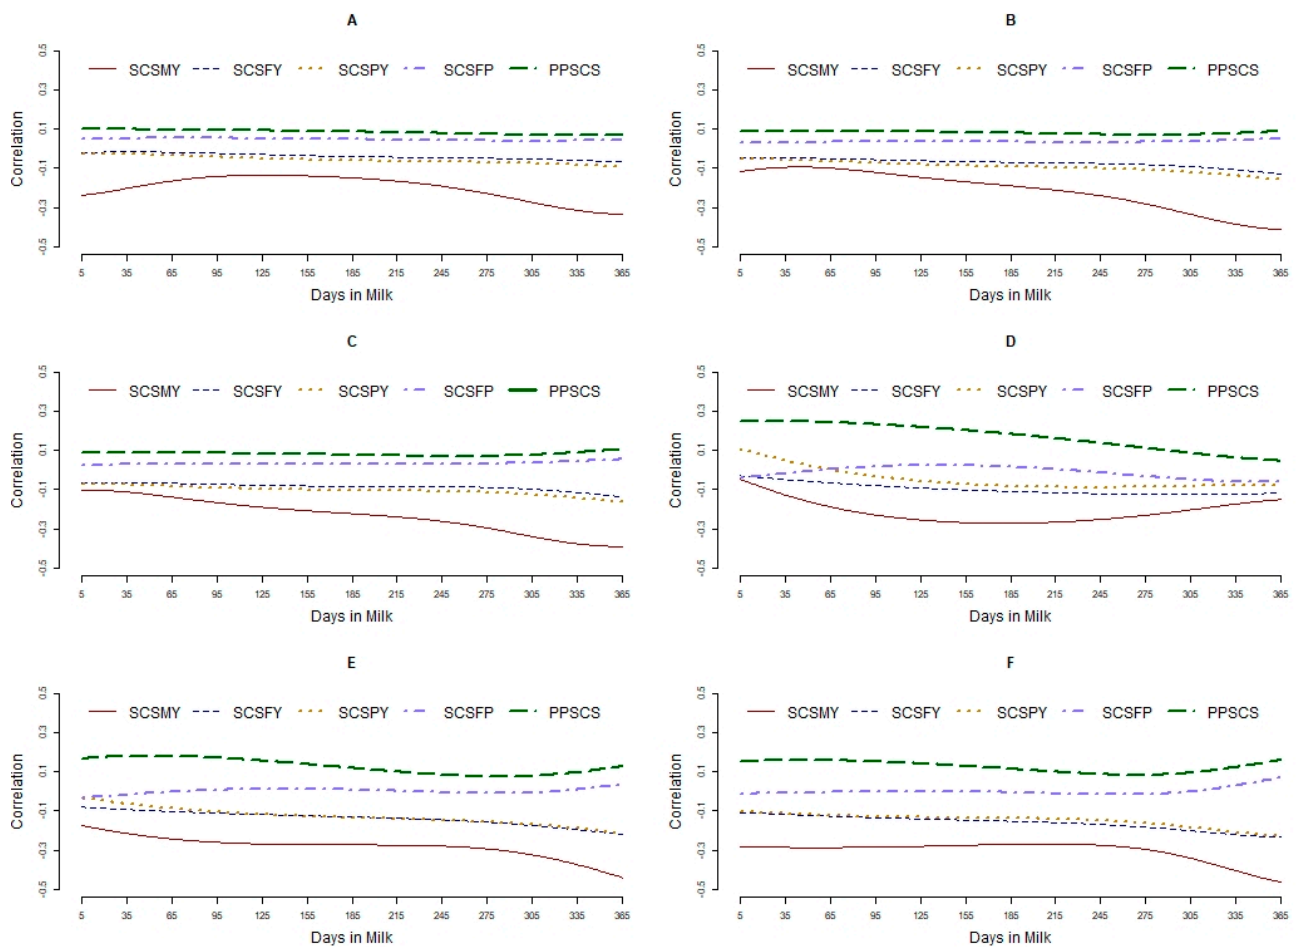 A
0.5
0.3
0.1
-0.1
-0.3
-0.5
Correlation
SCSMY SCSFY SCSPY SCSFP PPSCS
5 35 65 95 125 155 185 215 245 275 305 335 365
Days in Milk
B
0.5
0.3
0.1
-0.1
-0.3
-0.5
Correlation
SCSMY SCSFY SCSPY SCSFP PPSCS
5 35 65 95 125 155 185 215 245 275 305 335 365
Days in Milk
C
0.5
0.3
0.1
-0.1
-0.3
-0.5
Correlation
SCSMY SCSFY SCSPY SCSFP PPSCS
5 35 65 95 125 155 185 215 245 275 305 335 365
Days in Milk
D
0.5
0.3
0.1
-0.1
-0.3
-0.5
Correlation
SCSMY SCSFY SCSPY SCSFP PPSCS
5 35 65 95 125 155 185 215 245 275 305 335 365
Days in Milk
E
0.5
0.3
0.1
-0.1
-0.3
-0.5
Correlation
SCSMY SCSFY SCSPY SCSFP PPSCS
5 35 65 95 125 155 185 215 245 275 305 335 365
Days in Milk
F
0.5
0.3
0.1
-0.1
-0.3
-0.5
Correlation
SCSMY SCSFY SCSPY SCSFP PPSCS
5 35 65 95 125 155 185 215 245 275 305 335 365
Days in Milk